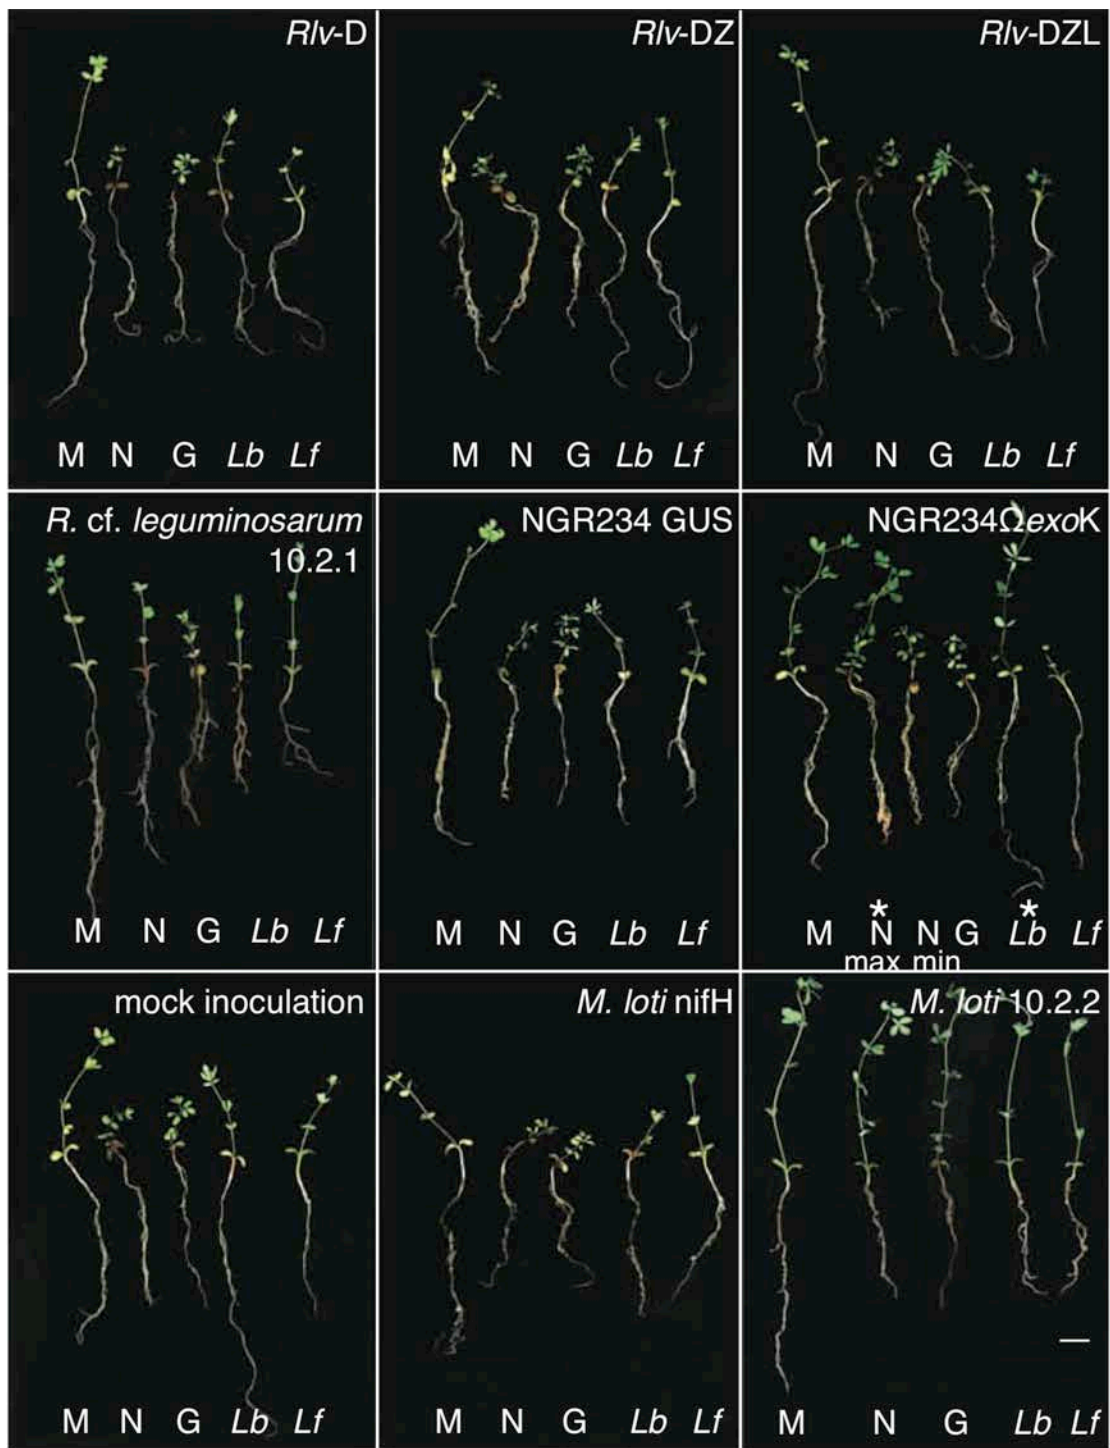 Rlv-D
M N G Lb Lf
Rlv-DZ
M N G Lb Lf
Rlv-DZL
M N G Lb Lf
R. cf. leguminosarum
10.2.1
M N G Lb Lf
NGR234 GUS
M N G Lb Lf
NGR234ΩexoK
* *
M N N G Lb Lf
max min
mock inoculation
M N G Lb Lf
M. loti nifH
M N G Lb Lf
M. loti 10.2.2
M N G Lb Lf